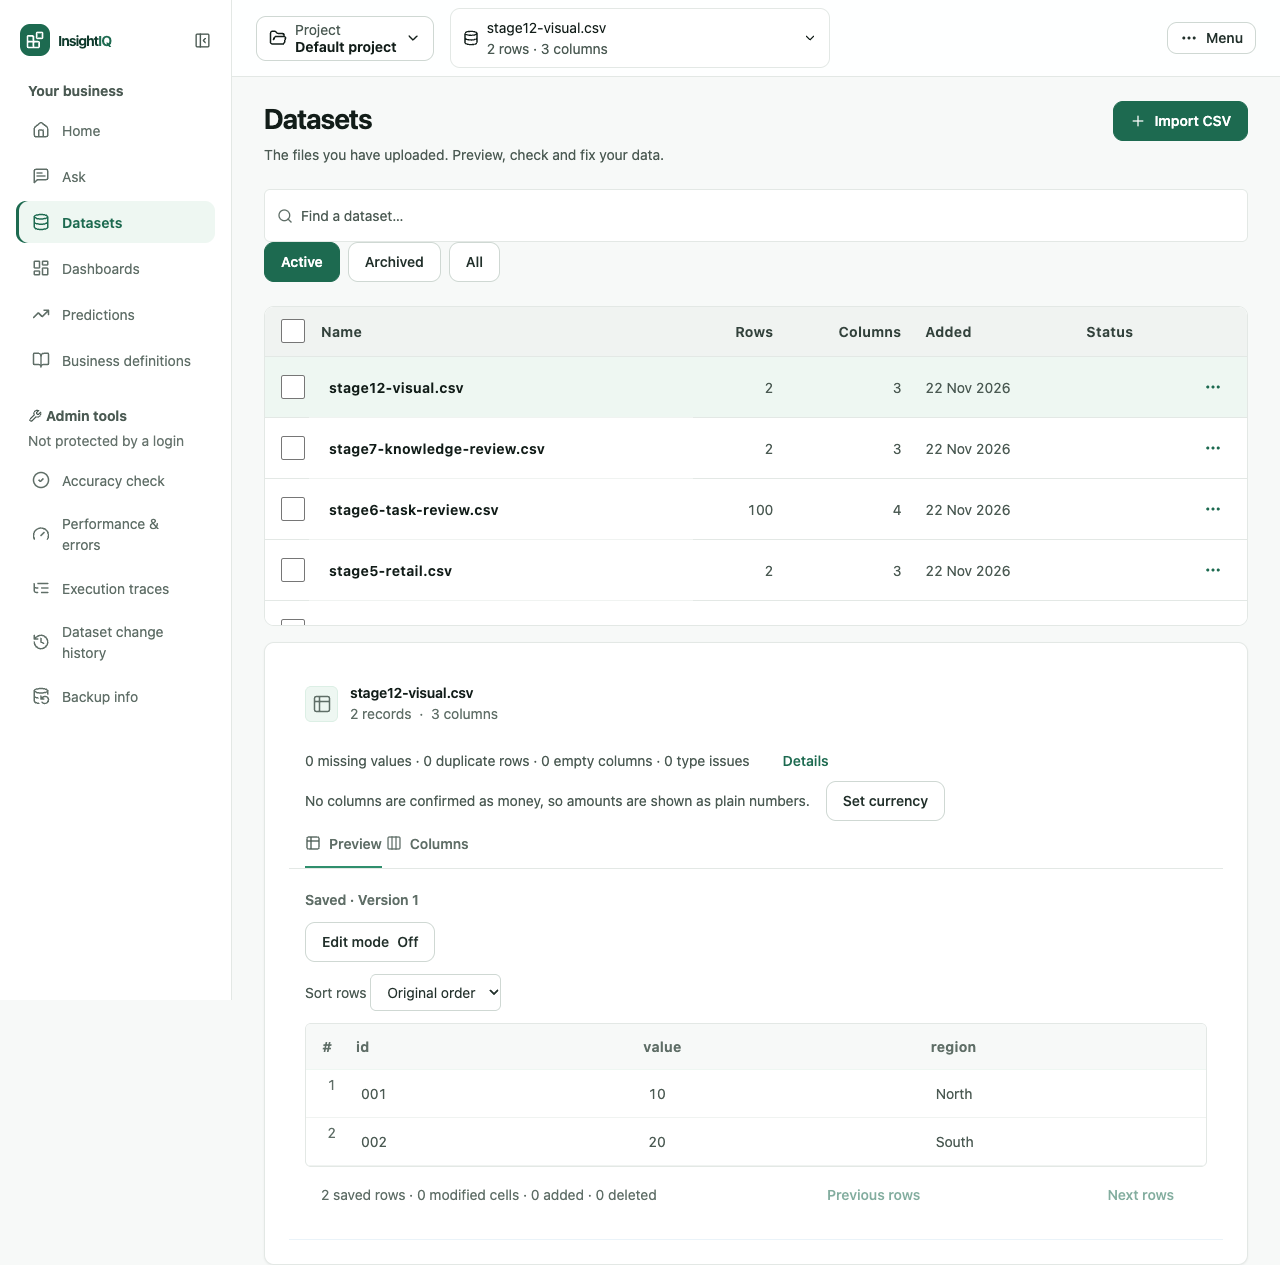 InsightIQ
Project
Default project
stage12-visual.csv
2 rows · 3 columns
Menu
Your business
Home
Ask
Datasets
Dashboards
Predictions
Business definitions
Admin tools
Not protected by a login
Accuracy check
Performance &
errors
Execution traces
Dataset change
history
Backup info
Datasets
Import CSV
The files you have uploaded. Preview, check and fix your data.
Find a dataset...
Active Archived All
Name Rows Columns Added Status
stage12-visual.csv 2 3 22 Nov 2026
stage7-knowledge-review.csv 2 3 22 Nov 2026
stage6-task-review.csv 100 4 22 Nov 2026
stage5-retail.csv 2 3 22 Nov 2026
stage12-visual.csv
2 records · 3 columns
0 missing values · 0 duplicate rows · 0 empty columns · 0 type issues Details
No columns are confirmed as money, so amounts are shown as plain numbers. Set currency
Preview Columns
Saved · Version 1
Edit mode Off
Sort rows Original order
# id value region
1 001 10 North
2 002 20 South
2 saved rows · 0 modified cells · 0 added · 0 deleted Previous rows Next rows